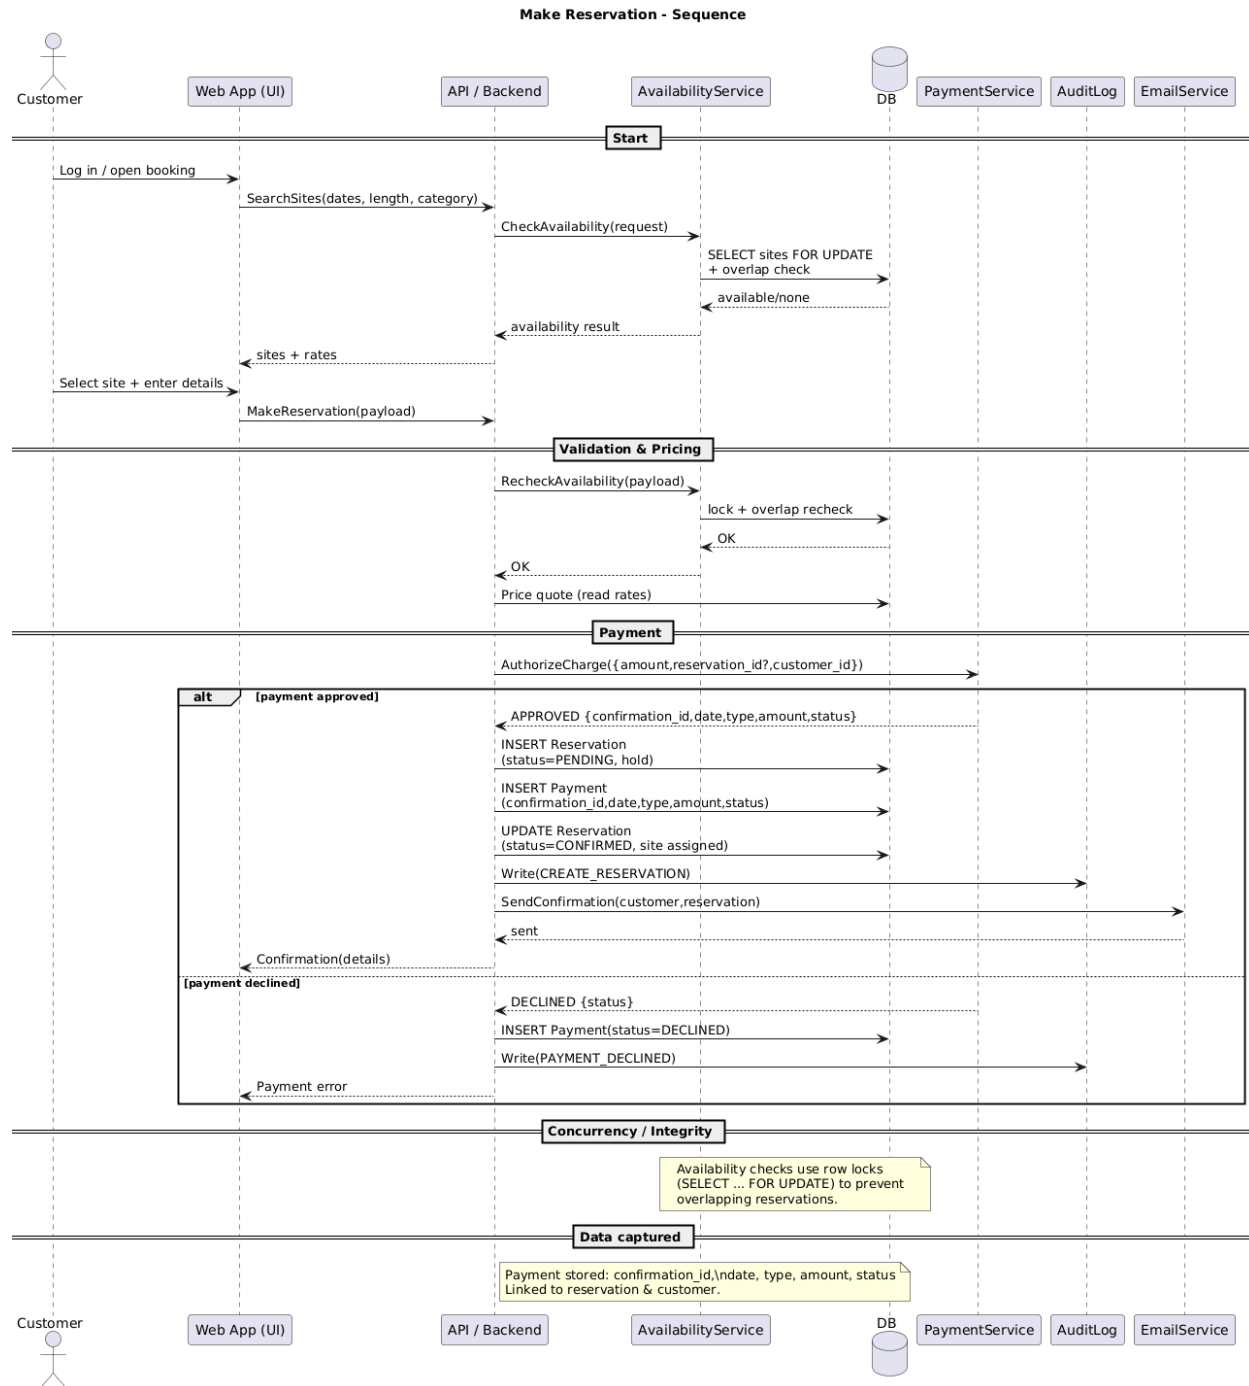 Make Reservation - Sequence
Customer
Web App (UI)
API / Backend
AvailabilityService
DB
PaymentService
AuditLog
EmailService
Start
Log in / open booking
SearchSites(dates, length, category)
CheckAvailability(request)
SELECT sites FOR UPDATE
+ overlap check
available/none
availability result
sites + rates
Select site + enter details
MakeReservation(payload)
Validation & Pricing
RecheckAvailability(payload)
lock + overlap recheck
OK
OK
Price quote (read rates)
Payment
AuthorizeCharge({amount,reservation_id?,customer_id})
alt
[payment approved]
APPROVED {confirmation_id,date,type,amount,status}
INSERT Reservation
(status=PENDING, hold)
INSERT Payment
(confirmation_id,date,type,amount,status)
UPDATE Reservation
(status=CONFIRMED, site assigned)
Write(CREATE_RESERVATION)
SendConfirmation(customer,reservation)
sent
Confirmation(details)
[payment declined]
DECLINED {status}
INSERT Payment(status=DECLINED)
Write(PAYMENT_DECLINED)
Payment error
Concurrency / Integrity
Availability checks use row locks
(SELECT ... FOR UPDATE) to prevent
overlapping reservations.
Data captured
Payment stored: confirmation_id,\ndate, type, amount, status
Linked to reservation & customer.
Customer
Web App (UI)
API / Backend
AvailabilityService
DB
PaymentService
AuditLog
EmailService